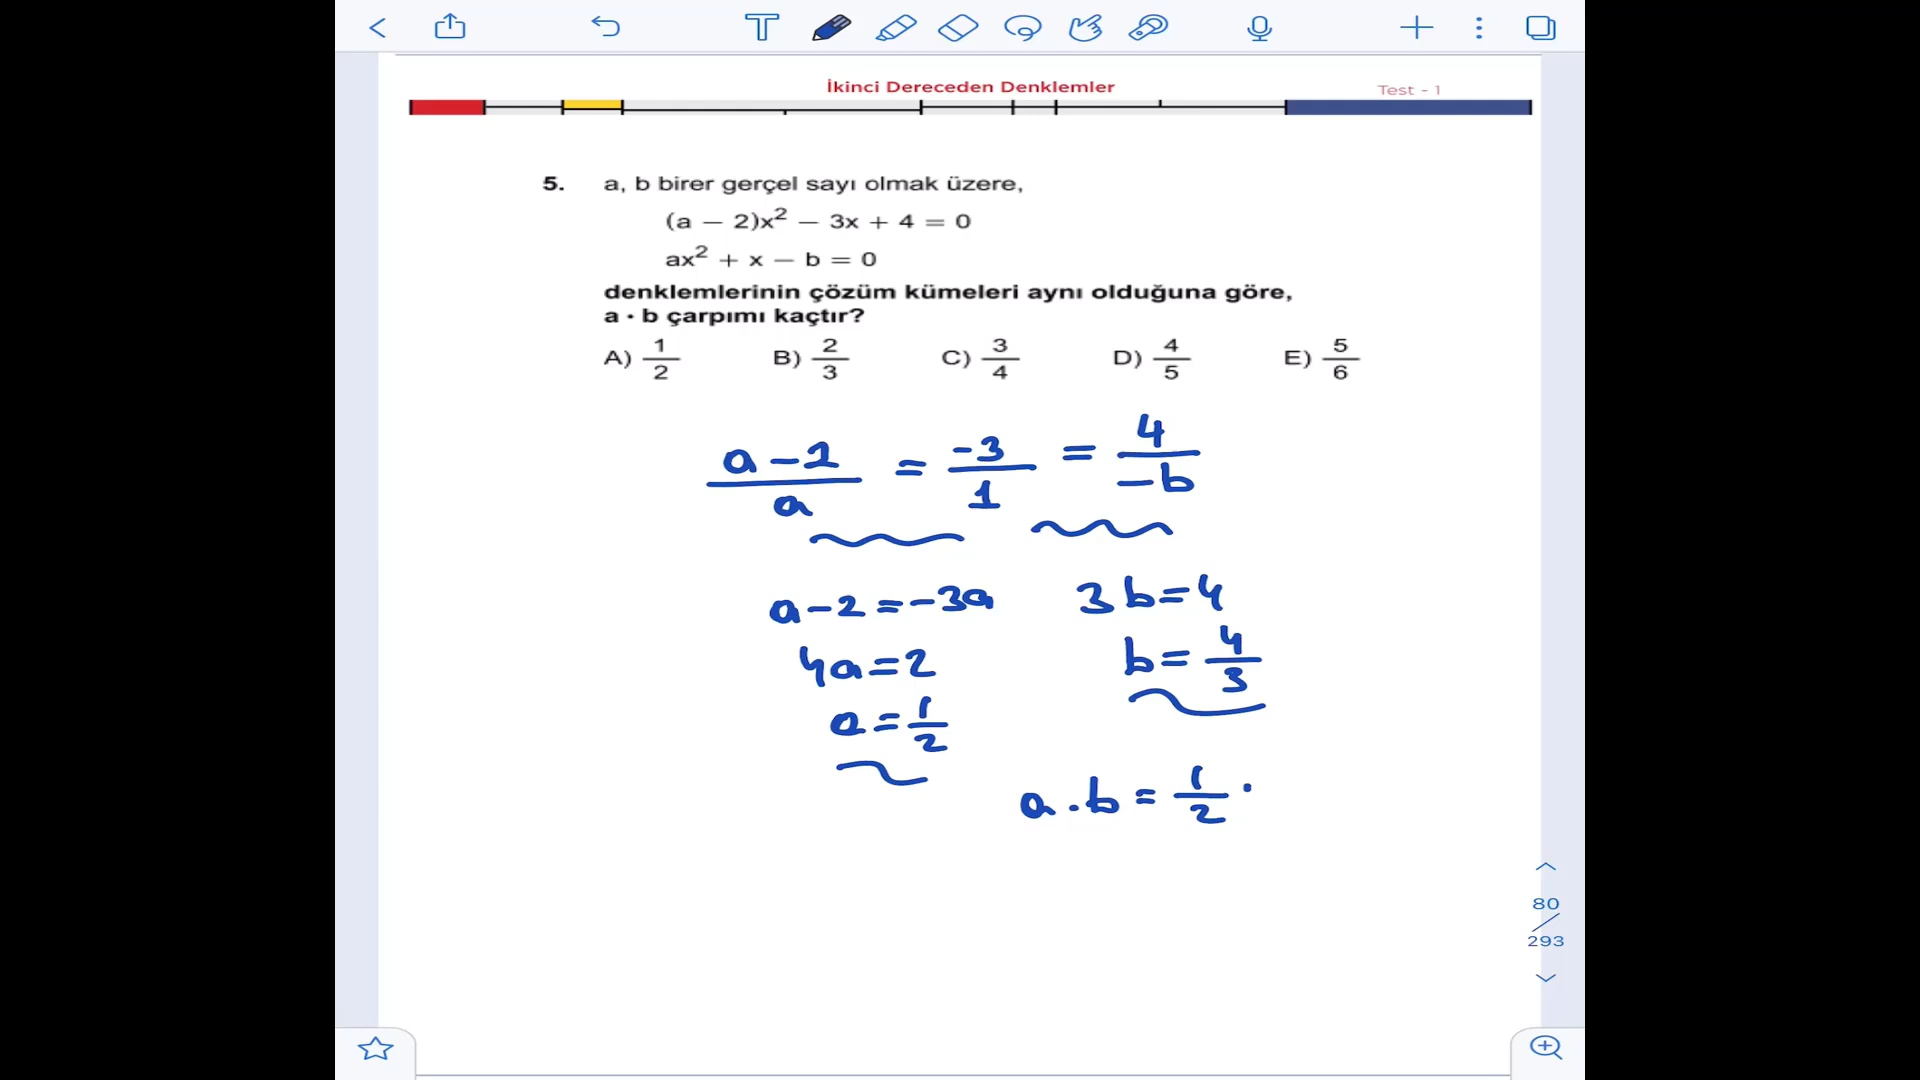 İkinci Dereceden Denklemler
Test - 1
5. a, b birer gerçel sayı olmak üzere,
(a − 2)x² − 3x + 4 = 0
ax² + x − b = 0
denklemlerinin çözüm kümeleri aynı olduğuna göre,
a · b çarpımı kaçtır?
A) 1/2 B) 2/3 C) 3/4 D) 4/5 E) 5/6
a-2/a = -3/1 = 4/-b
a-2=-3a 3b=4
4a=2 b=4/3
a=1/2
a.b=1/2 ·
80
293